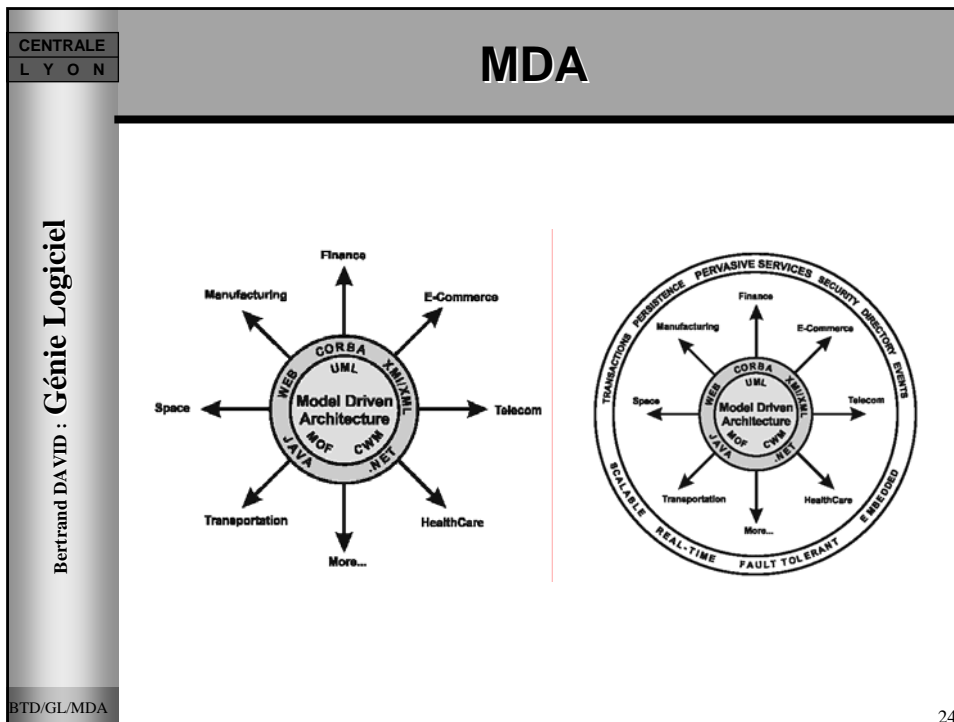 CENTRALE
L Y O N
MDA
Bertrand DAVID : Génie Logiciel
Finance
Manufacturing
E-Commerce
Space
Telecom
Transportation
HealthCare
More...
WEB
CORBA
XMI/XML
JAVA
.NET
UML
Model Driven
Architecture
MOF
CWM
TRANSACTIONS PERSISTENCE PERVASIVE SERVICES SECURITY DIRECTORY EVENTS
Finance
Manufacturing
E-Commerce
Space
Telecom
Transportation
HealthCare
More...
WEB
CORBA
XMI/XML
JAVA
.NET
UML
Model Driven
Architecture
MOF
CWM
SCALABLE REAL-TIME FAULT TOLERANT EMBEDDED
BTD/GL/MDA
24